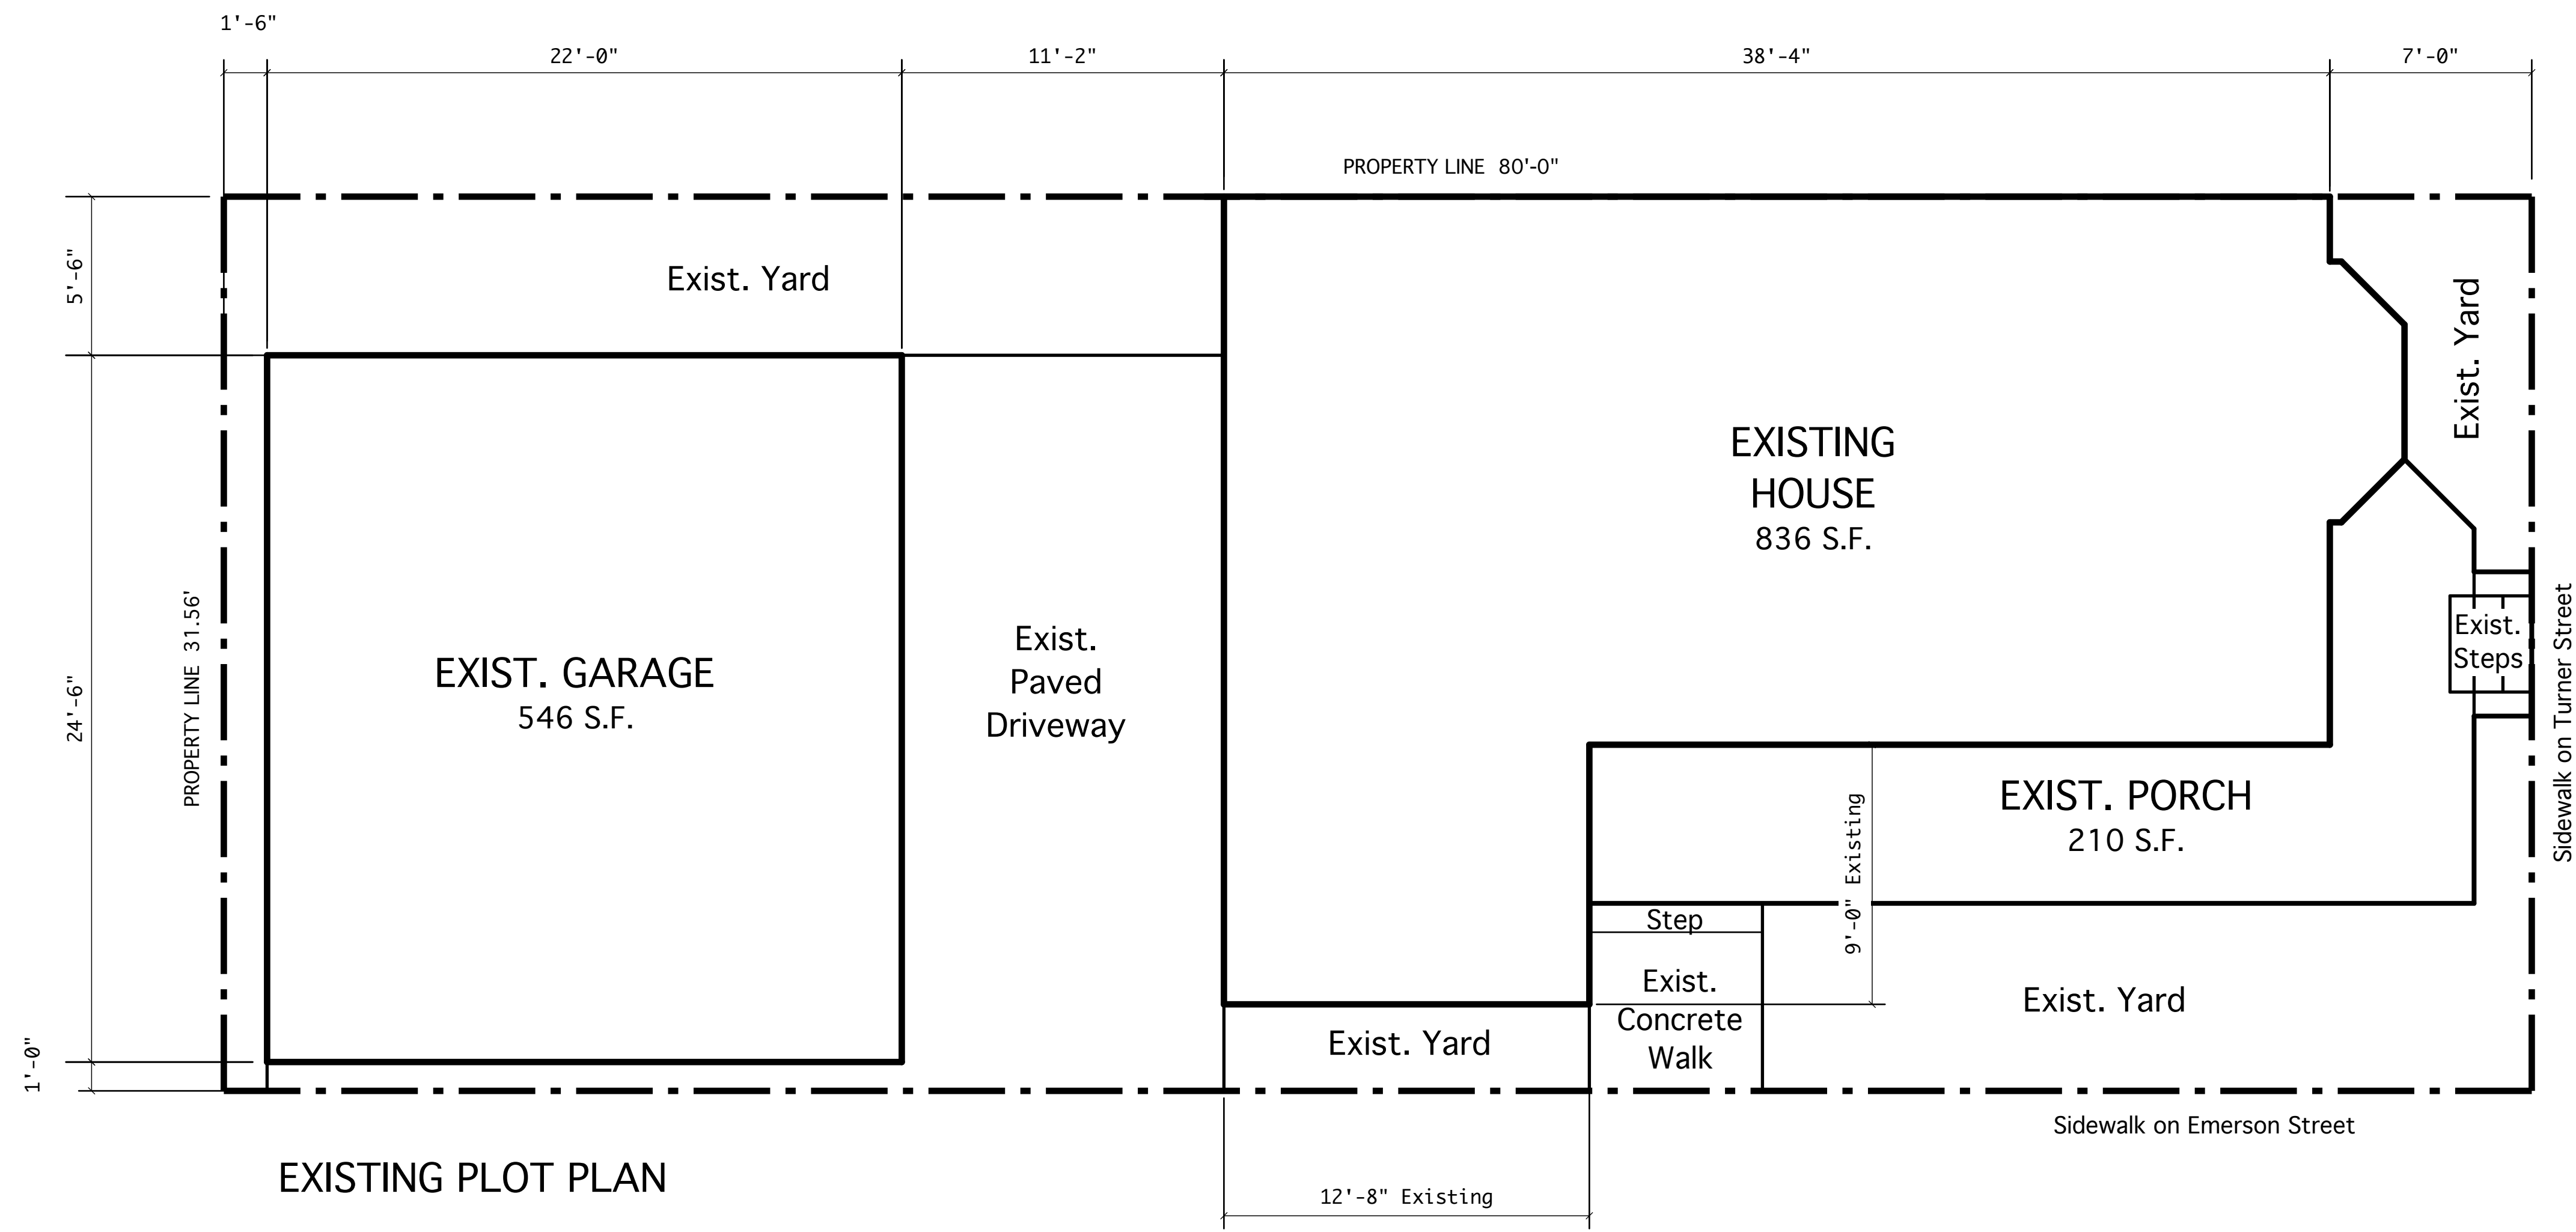 1'-6"
22'-0"
11'-2"
38'-4"
7'-0"
PROPERTY LINE 80'-0"
5'-6"
Exist. Yard
Exist. Yard
EXISTING
HOUSE
836 S.F.
24'-6"
PROPERTY LINE 31.56'
EXIST. GARAGE
546 S.F.
Exist.
Paved
Driveway
Exist.
Steps
Sidewalk on Turner Street
EXIST. PORCH
210 S.F.
9'-0" Existing
Step
Exist.
Concrete
Walk
Exist. Yard
Exist. Yard
1'-0"
Sidewalk on Emerson Street
EXISTING PLOT PLAN
12'-8" Existing